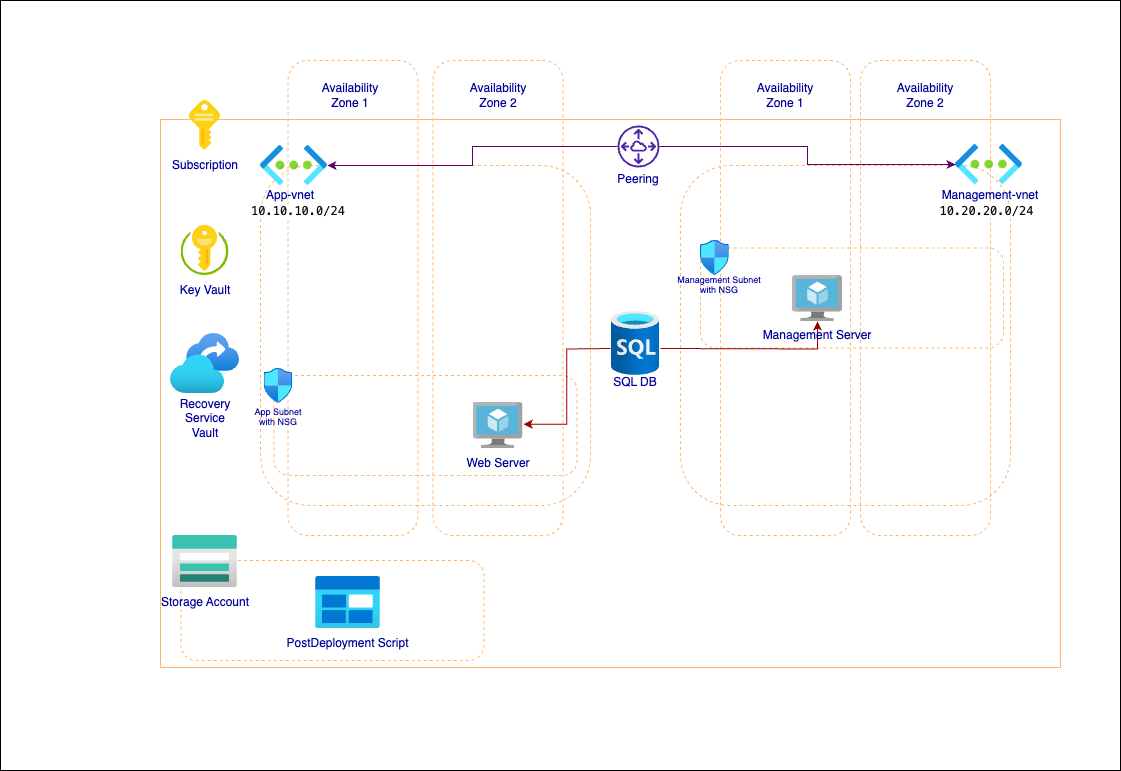 Availability
Zone 1
Availability
Zone 2
Availability
Zone 1
Availability
Zone 2
Subscription
App-vnet
10.10.10.0/24
Peering
Management-vnet
10.20.20.0/24
Key Vault
Management Subnet
with NSG
Management Server
SQL
SQL DB
Recovery
Service
Vault
App Subnet
with NSG
Web Server
Storage Account
PostDeployment Script